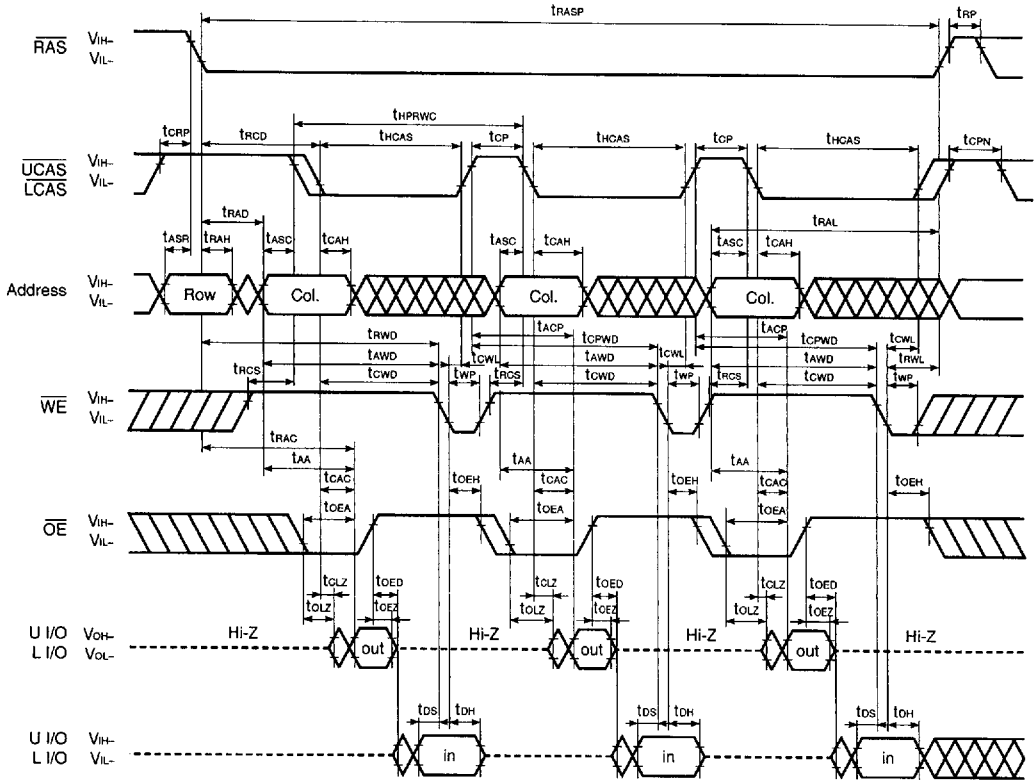 tRASP tRP
RAS VIH– VIL–
tHPRWC
tCRP tRCD tHCAS tCP tHCAS tCP tHCAS tCPN
UCAS LCAS VIH– VIL–
tRAD tRAL
tASR tRAH tASC tCAH tASC tCAH tASC tCAH
Address VIH– VIL– Row Col. Col. Col.
tRWD tACP tCPWD tACP tCPWD
tAWD tCWL tAWD tCWL tAWD tCWL tRWL
tRCS tCWD tWP tRCS tCWD tWP tRCS tCWD tWP
WE VIH– VIL–
tRAC
tAA tAA tAA
tCAC tCAC tCAC
tOEA tOEH tOEA tOEH tOEA tOEH
OE VIH– VIL–
tCLZ tOED tCLZ tOED tCLZ tOED
tOLZ tOEZ tOLZ tOEZ tOLZ tOEZ
U I/O VOH– Hi-Z Hi-Z Hi-Z Hi-Z
L I/O VOL– out out out
tDS tDH tDS tDH tDS tDH
U I/O VIH–
L I/O VIL– in in in